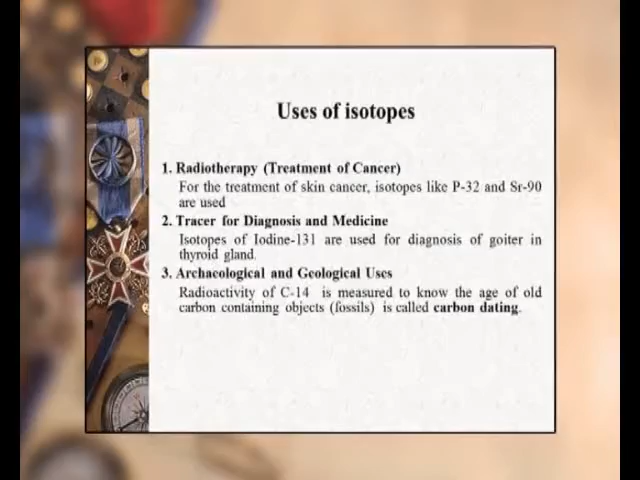 Uses of isotopes
1. Radiotherapy (Treatment of Cancer)
For the treatment of skin cancer, isotopes like P-32 and Sr-90
are used
2. Tracer for Diagnosis and Medicine
Isotopes of Iodine-131 are used for diagnosis of goiter in
thyroid gland.
3. Archaeological and Geological Uses
Radioactivity of C-14 is measured to know the age of old
carbon containing objects (fossils) is called carbon dating.